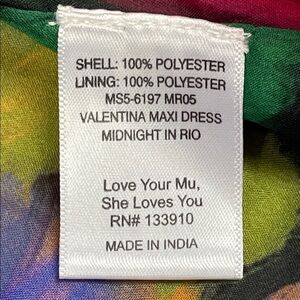 SHELL: 100% POLYESTER
LINING: 100% POLYESTER
MS5-6197 MR05
VALENTINA MAXI DRESS
MIDNIGHT IN RIO
Love Your Mu,
She Loves You
RN# 133910
MADE IN INDIA